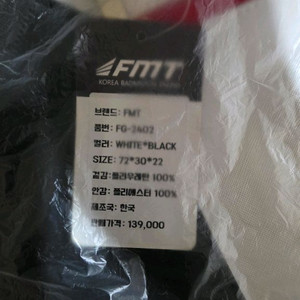 FMT
KOREA BADMINTON
브랜드: FMT
품번: FG-2402
컬러: WHITE*BLACK
SIZE: 72*30*22
겉감: 폴리우레탄 100%
안감: 폴리에스터 100%
제조국: 한국
판매가격: 139,000